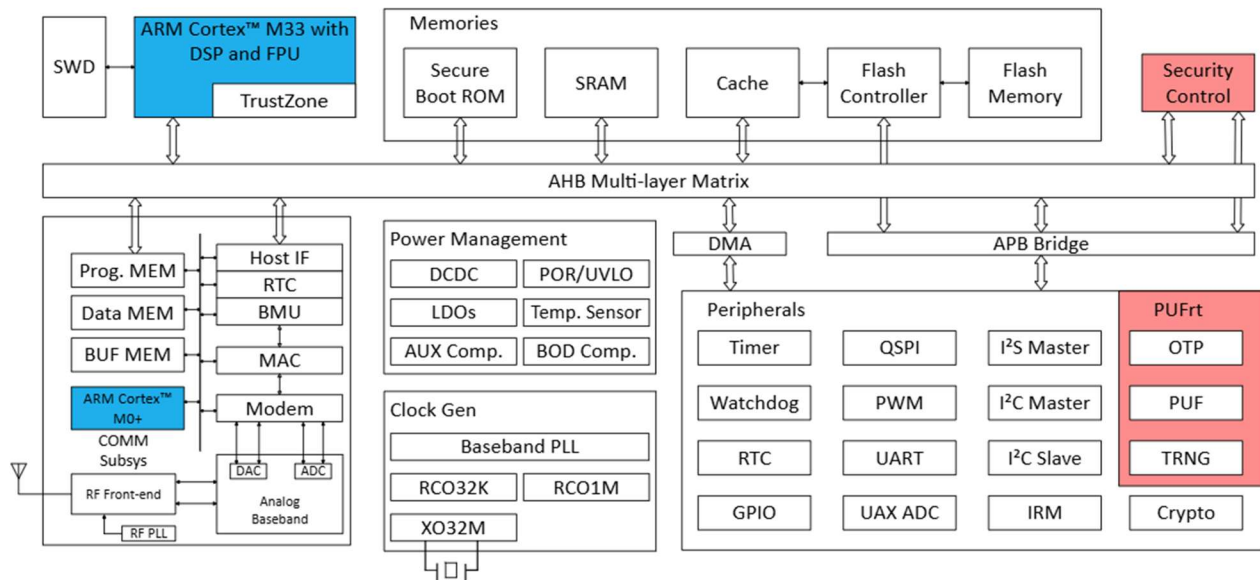 SWD
ARM Cortex™ M33 with
DSP and FPU
TrustZone
Memories
Secure
Boot ROM
SRAM
Cache
Flash
Controller
Flash
Memory
Security
Control
AHB Multi-layer Matrix
Prog. MEM
Data MEM
BUF MEM
ARM Cortex™
M0+
COMM
Subsys
Host IF
RTC
BMU
MAC
Modem
DAC
ADC
Analog
Baseband
RF Front-end
RF PLL
Power Management
DCDC
POR/UVLO
LDOs
Temp. Sensor
AUX Comp.
BOD Comp.
Clock Gen
Baseband PLL
RCO32K
RCO1M
XO32M
DMA
APB Bridge
Peripherals
Timer
QSPI
I²S Master
Watchdog
PWM
I²C Master
RTC
UART
I²C Slave
GPIO
UAX ADC
IRM
PUFrt
OTP
PUF
TRNG
Crypto